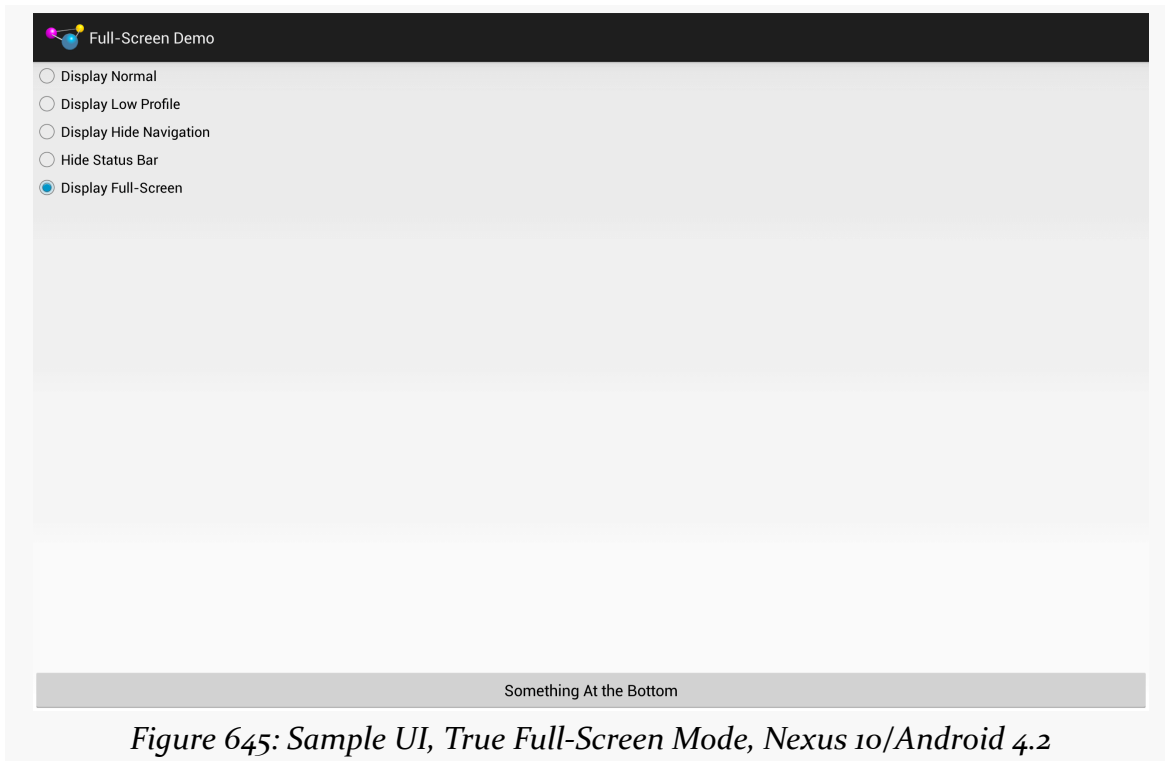 Full-Screen Demo
Display Normal
Display Low Profile
Display Hide Navigation
Hide Status Bar
Display Full-Screen
Something At the Bottom
Figure 645: Sample UI, True Full-Screen Mode, Nexus 10/Android 4.2